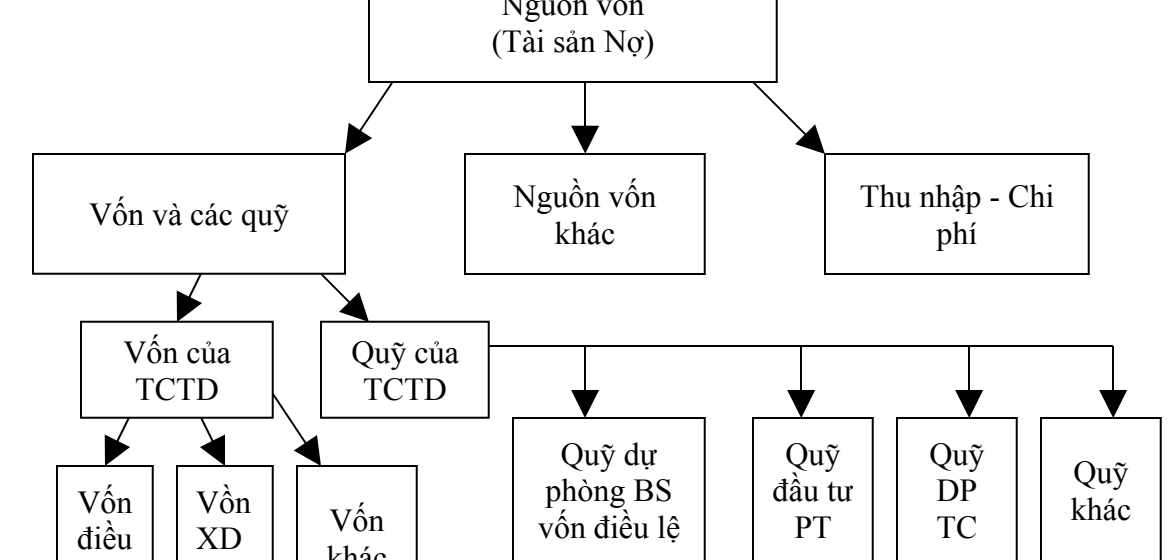 Nguồn vốn
(Tài sản Nợ)
Vốn và các quỹ
Nguồn vốn
khác
Thu nhập - Chi
phí
Vốn của
TCTD
Quỹ của
TCTD
Vốn
điều
Vồn
XD
Vốn
khác
Quỹ dự
phòng BS
vốn điều lệ
Quỹ
đầu tư
PT
Quỹ
DP
TC
Quỹ
khác